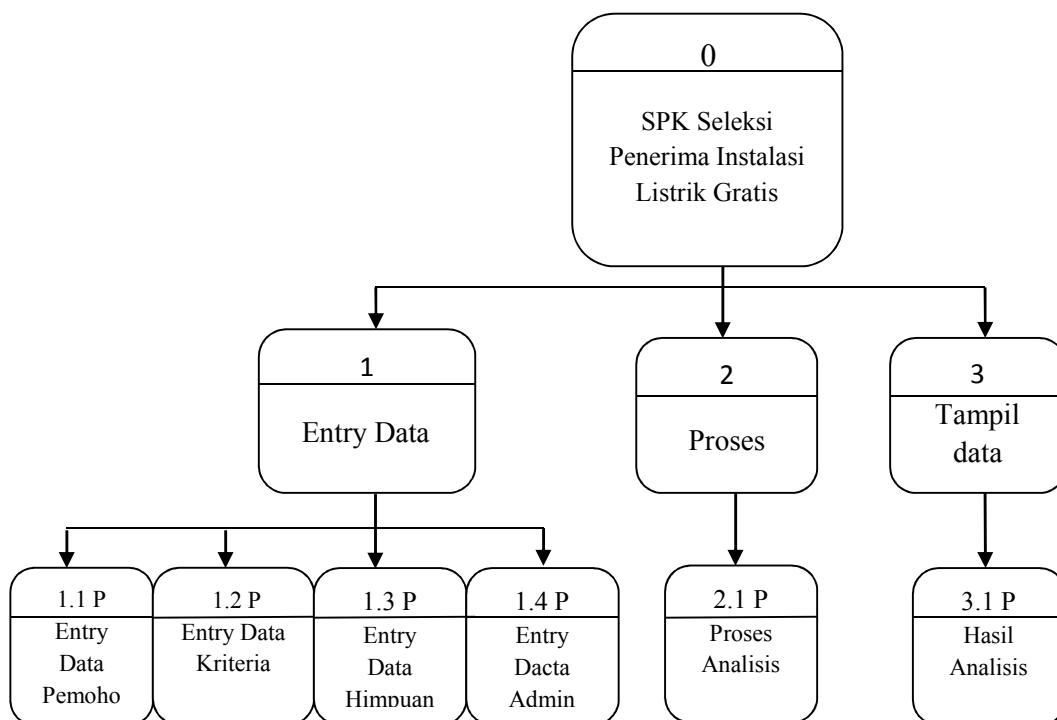 0
SPK Seleksi
Penerima Instalasi
Listrik Gratis
1
Entry Data
2
Proses
3
Tampil
data
1.1 P
Entry
Data
Pemoho
1.2 P
Entry Data
Kriteria
1.3 P
Entry
Data
Himpuan
1.4 P
Entry
Dacta
Admin
2.1 P
Proses
Analisis
3.1 P
Hasil
Analisis